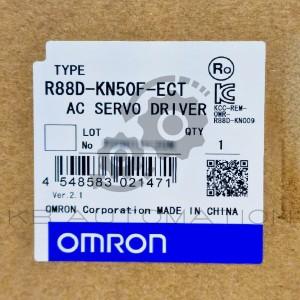 TYPE
R88D-KN50F-ECT
AC SERVO DRIVER
Ro
KCC-REM-
OMR-
R88D-KN009
LOT
No
QTY
1
4 548583 021471
Ver.2.1
OMRON Corporation MADE IN CHINA
OMRON